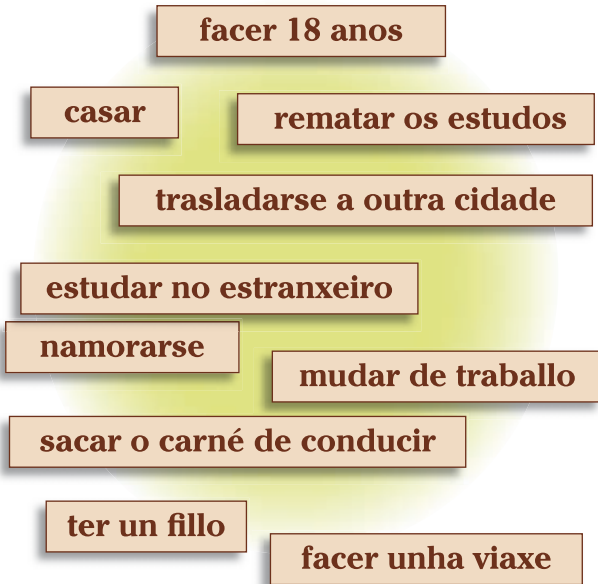 facer 18 anos
casar
rematar os estudos
trasladarse a outra cidade
estudar no estranxeiro
namorarse
mudar de traballo
sacar o carné de conducir
ter un fillo
facer unha viaxe